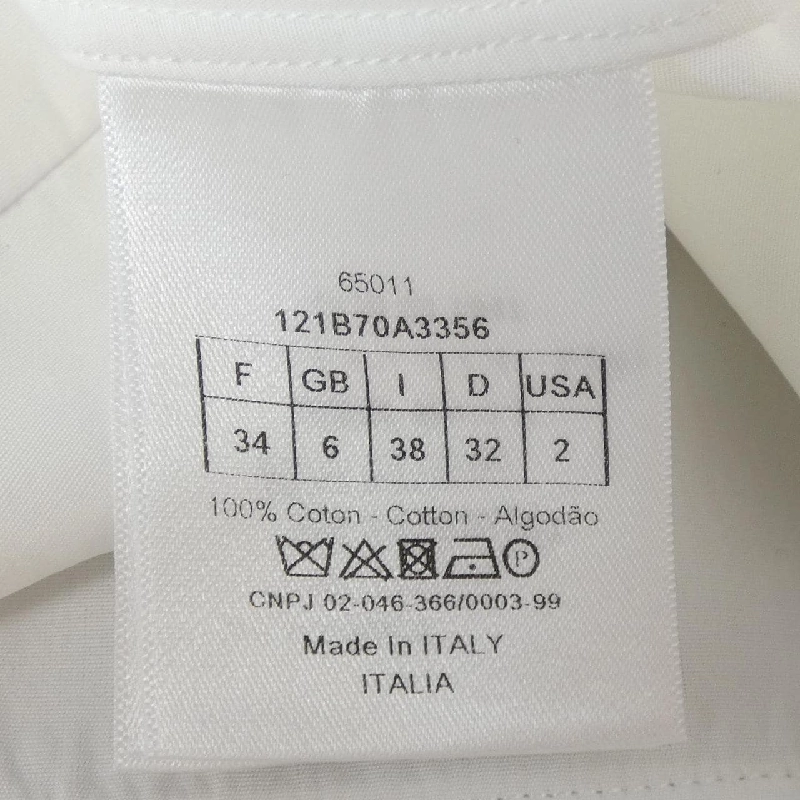 65011
121B70A3356
F GB I D USA
34 6 38 32 2
100% Coton - Cotton - Algodão
P
CNPJ 02-046-366/0003-99
Made In ITALY
ITALIA